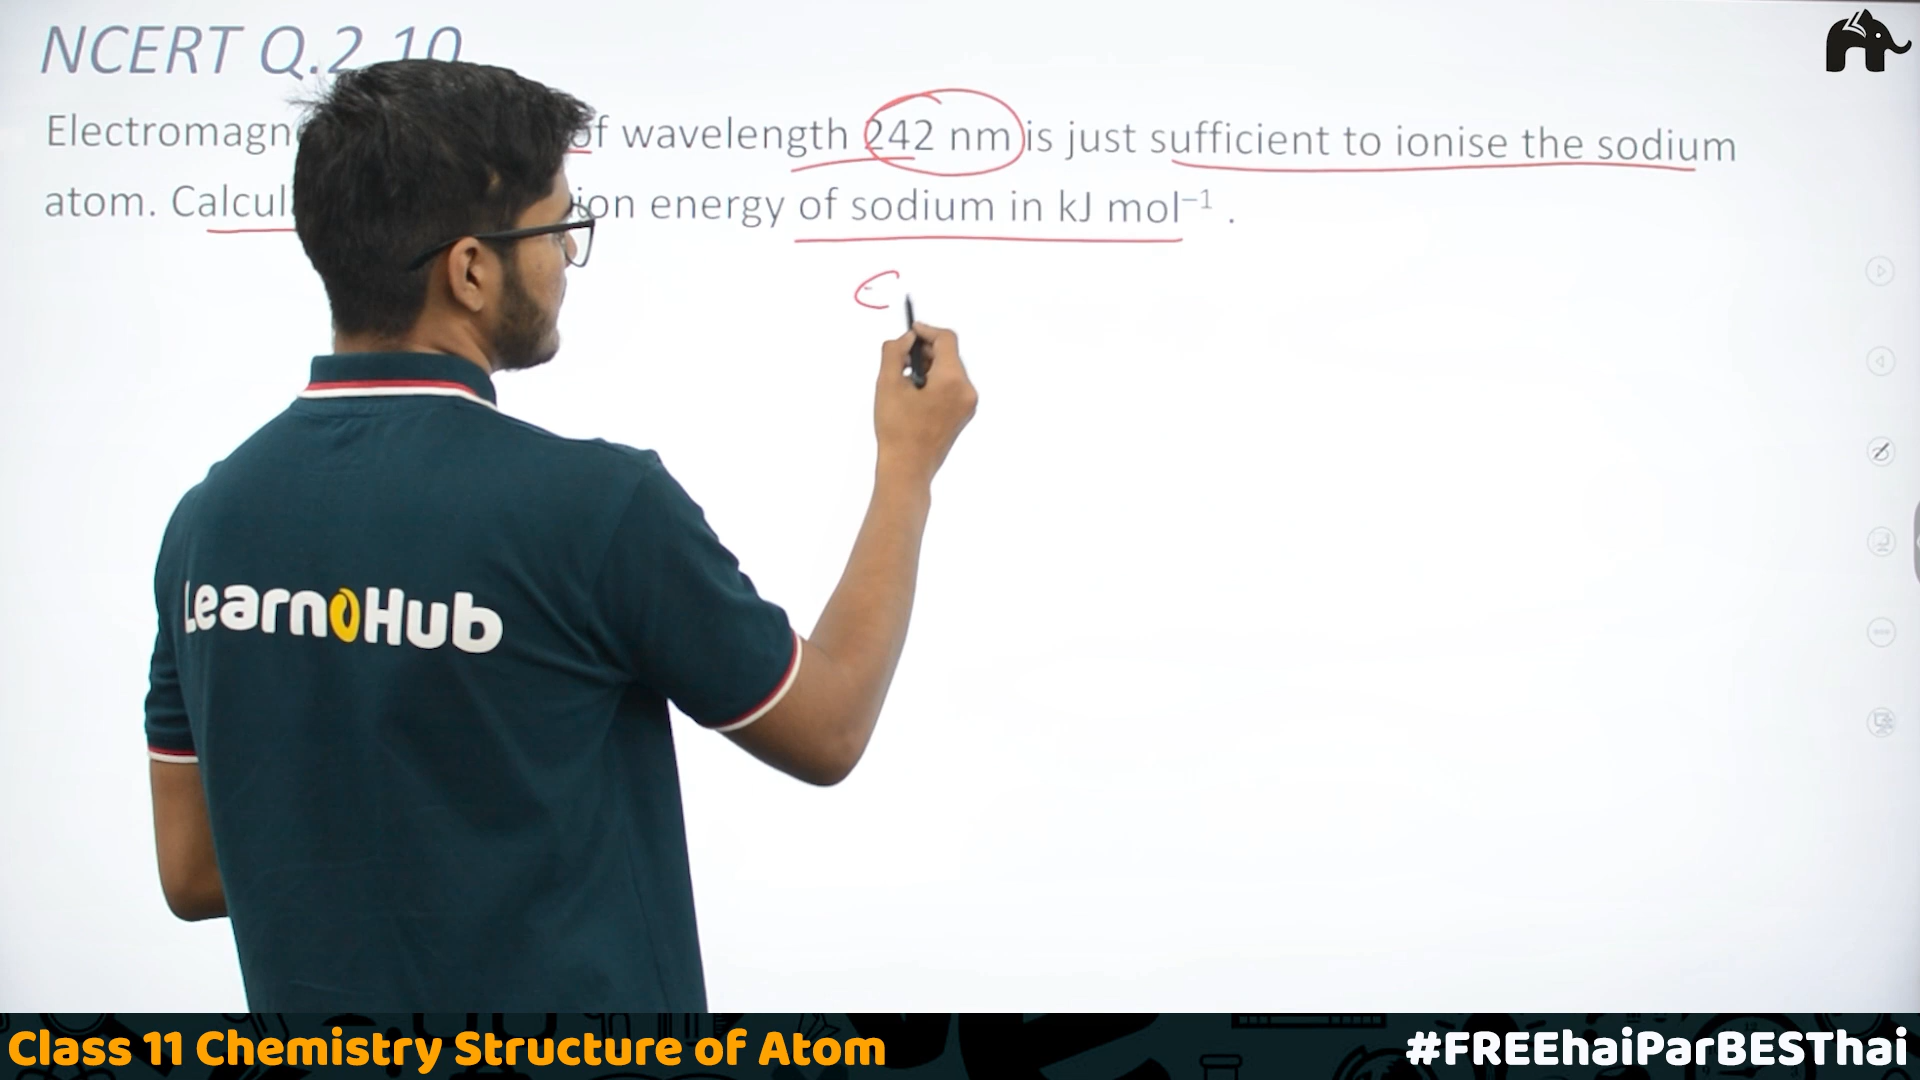 NCERT Q.2.10
Electromagn of wavelength 242 nm is just sufficient to ionise the sodium
atom. Calcul ion energy of sodium in kJ mol⁻¹ .
LearnoHub
Class 11 Chemistry Structure of Atom
#FREEhaiParBESThai